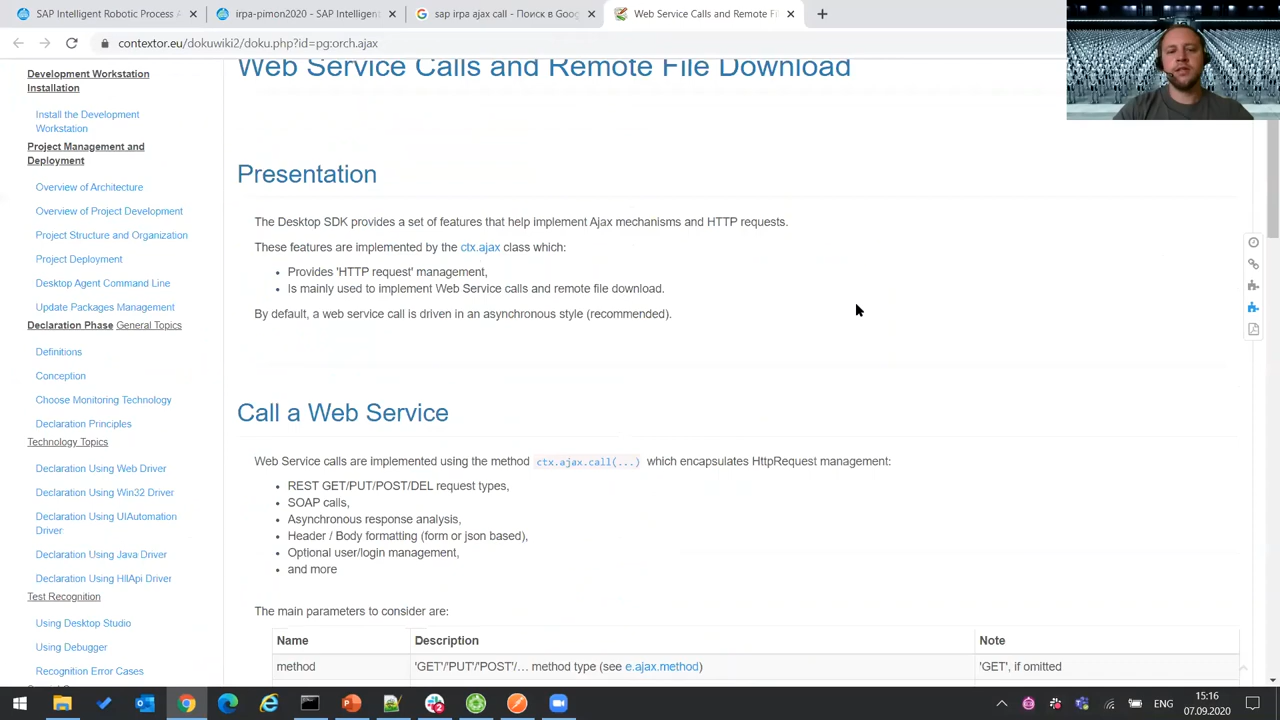 SAP Intelligent Robotic Process A
irpa-pimon2020 - SAP Intelligent
sap irpa ajax call - Поиск в Goog
Web Service Calls and Remote Fil
contextor.eu/dokuwiki2/doku.php?id=pg:orch.ajax
Development Workstation
Installation
Install the Development
Workstation
Project Management and
Deployment
Overview of Architecture
Overview of Project Development
Project Structure and Organization
Project Deployment
Desktop Agent Command Line
Update Packages Management
Declaration Phase General Topics
Definitions
Conception
Choose Monitoring Technology
Declaration Principles
Technology Topics
Declaration Using Web Driver
Declaration Using Win32 Driver
Declaration Using UIAutomation
Driver
Declaration Using Java Driver
Declaration Using HllApi Driver
Test Recognition
Using Desktop Studio
Using Debugger
Recognition Error Cases
Web Service Calls and Remote File Download
Presentation
The Desktop SDK provides a set of features that help implement Ajax mechanisms and HTTP requests.
These features are implemented by the ctx.ajax class which:
• Provides 'HTTP request' management,
• Is mainly used to implement Web Service calls and remote file download.
By default, a web service call is driven in an asynchronous style (recommended).
Call a Web Service
Web Service calls are implemented using the method ctx.ajax.call(...) which encapsulates HttpRequest management:
• REST GET/PUT/POST/DEL request types,
• SOAP calls,
• Asynchronous response analysis,
• Header / Body formatting (form or json based),
• Optional user/login management,
• and more
The main parameters to consider are:
Name Description Note
method 'GET'/'PUT'/'POST'/... method type (see e.ajax.method) 'GET', if omitted
ENG
15:16
07.09.2020